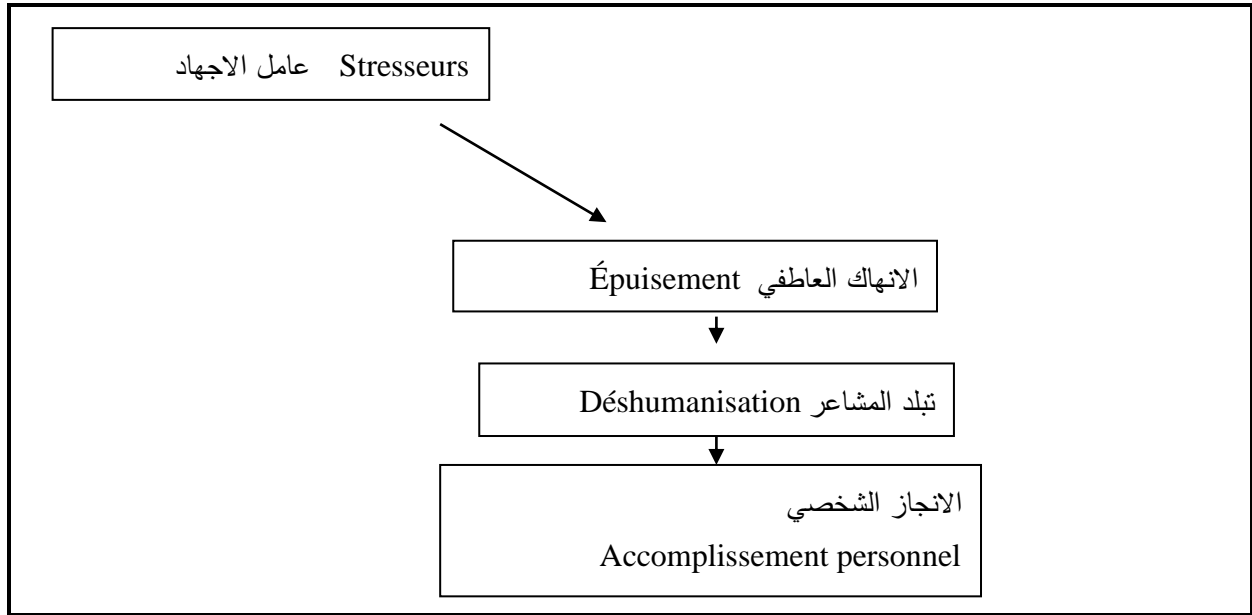 عامل الاجهاد Stresseurs
الانهاك العاطفي Épuisement
تبلد المشاعر Déshumanisation
الانجاز الشخصي
Accomplissement personnel